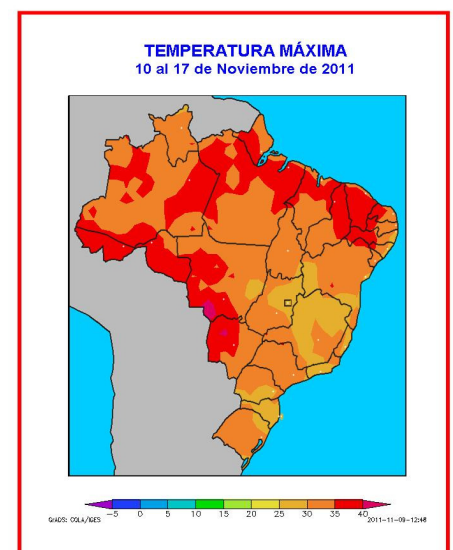 TEMPERATURA MÁXIMA
10 al 17 de Noviembre de 2011
-5 0 5 10 15 20 25 30 35 40
GrADS: COLA/IGES 2011-11-09-12:48